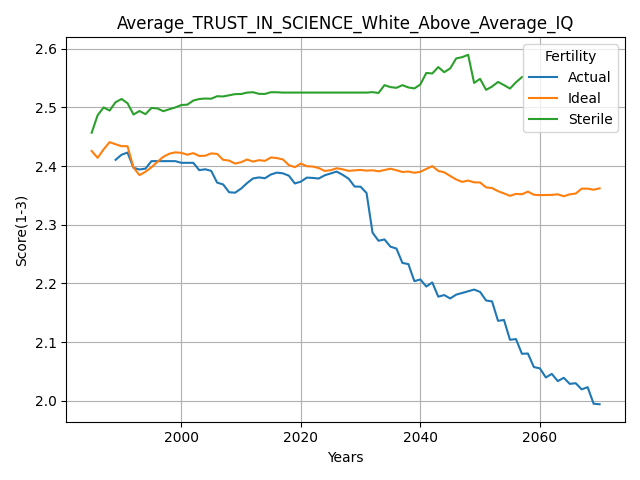 Average_TRUST_IN_SCIENCE_White_Above_Average_IQ
Fertility
Actual
Ideal
Sterile
Score(1-3)
2.6
2.5
2.4
2.3
2.2
2.1
2.0
2000
2020
2040
2060
Years